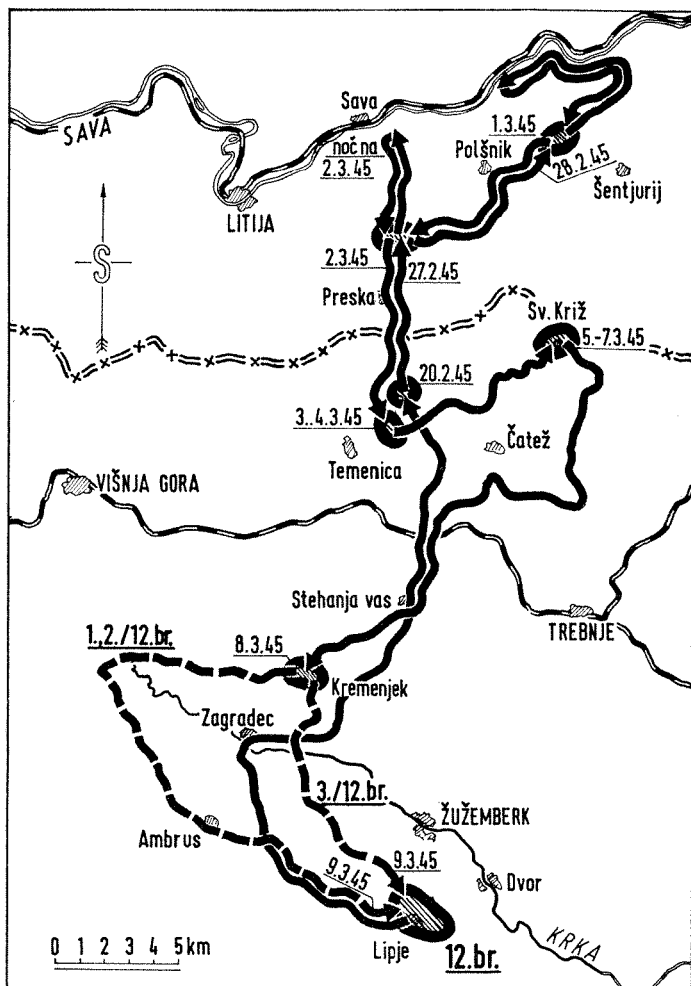 Sava
SAVA
1.3.45
noč na
2.3.45
Polšnik
28.2.45
Šentjurij
LITIJA
S
2.3.45
27.2.45
Preska
Sv. Križ
5.-7.3.45
20.2.45
3..4.3.45
Čatež
Temenica
VIŠNJA GORA
Stehanja vas
TREBNJE
1.,2./12.br.
8.3.45
Kremenjek
Zagradec
3./12.br.
ŽUŽEMBERK
Ambrus
9.3.45
9.3.45
Dvor
Lipje
12.br.
KRKA
0 1 2 3 4 5 km